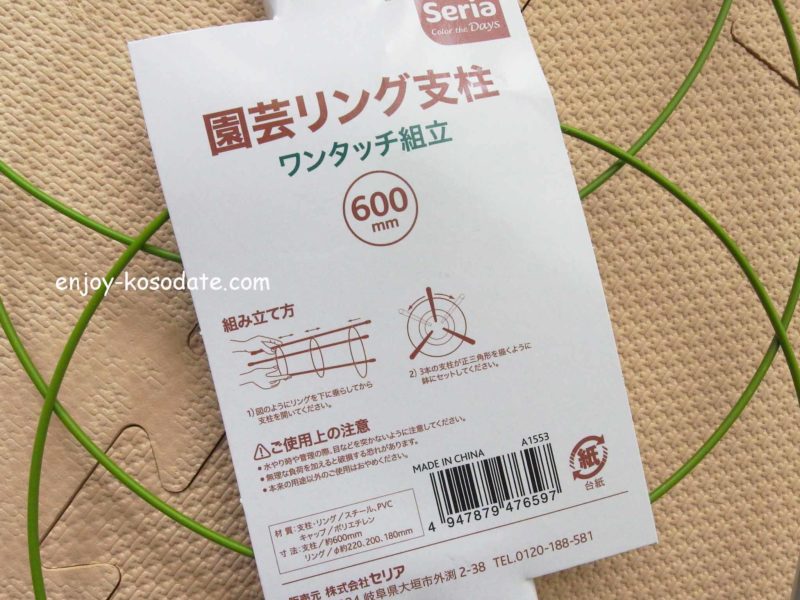 Seria
Color the Days
園芸リング支柱
ワンタッチ組立
600
mm
enjoy-kosodate.com
組み立て方
1) 図のようにリングを下に垂らしてから
支柱を開いてください。
2) 3本の支柱が正三角形を描くように
鉢にセットしてください。
ご使用上の注意
• 水やり時や管理の際、目などを突かないように注意してください。
• 無理な負荷を加えると破損する恐れがあります。
• 本来の用途以外のご使用はおやめください。
MADE IN CHINA
A1553
4 947879 476597
紙
台紙
材 質：支柱・リング／スチール、PVC
キャップ／ポリエチレン
寸 法：支柱／約600mm
リング／φ約220、200、180mm
販売元 株式会社セリア
岐阜県大垣市外渕 2-38 TEL.0120-188-581